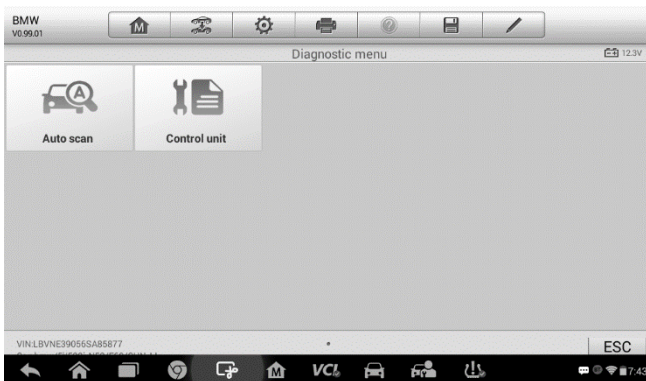 BMW
V0.99.01
M
Diagnostic menu
12.3V
A
Auto scan
Control unit
VIN:LBVNE39056SA85877
ESC
M
VCI
7:43